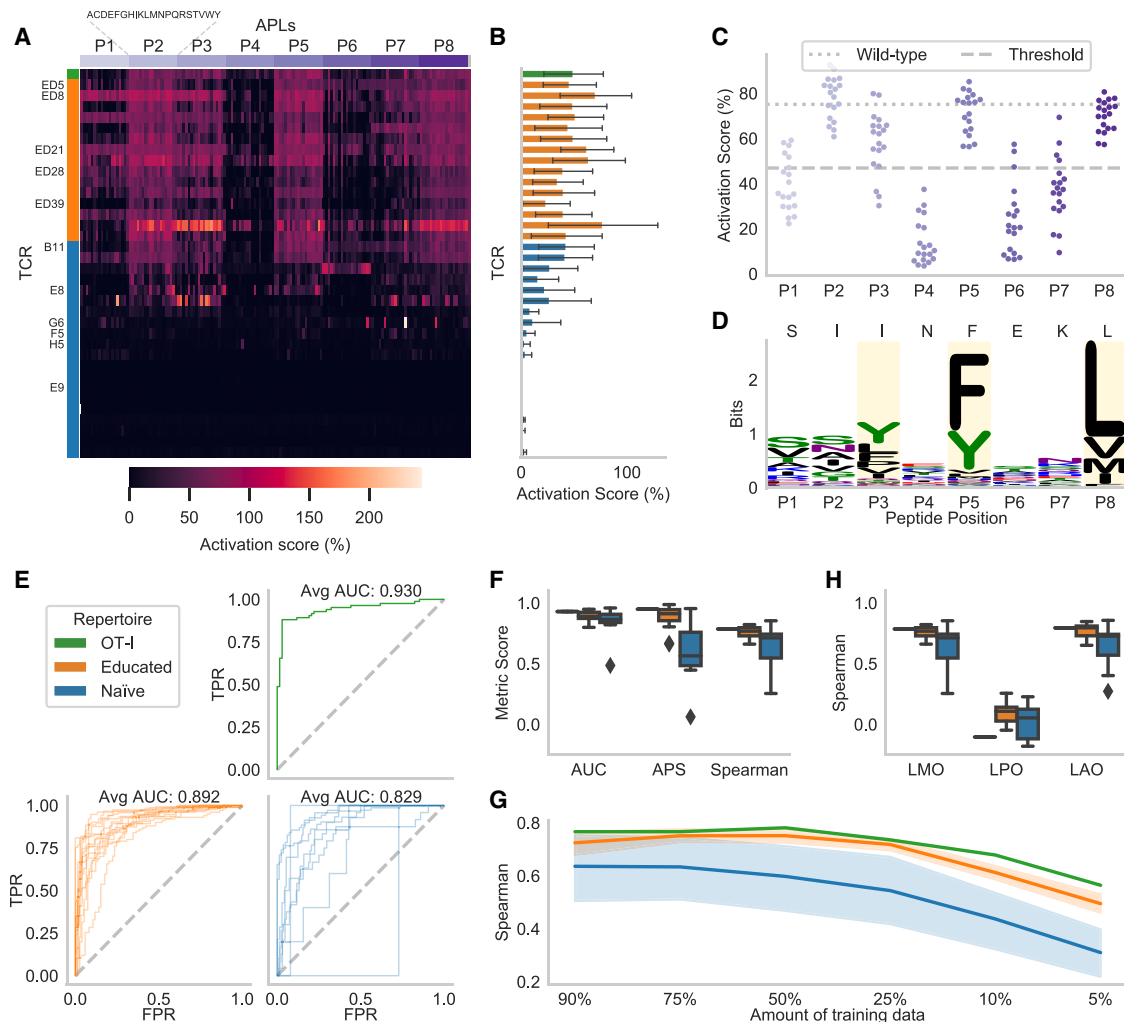 ACDEFGHIKLMNPQRSTVWY
A
APLs
P1 P2 P3 P4 P5 P6 P7 P8
TCR
ED5
ED8
ED21
ED28
ED39
B11
E8
G6
F5
H5
E9
0 50 100 150 200
Activation score (%)
B
TCR
0 100
Activation Score (%)
C
Wild-type Threshold
Activation Score (%)
80
60
40
20
0
P1 P2 P3 P4 P5 P6 P7 P8
D
S I I N F E K L
Bits
2
1
0
F
L
Y
S S Y
V
P1 P2 P3 P4 P5 P6 P7 P8
Peptide Position
E
Repertoire
OT-I
Educated
Naïve
Avg AUC: 0.930
TPR
1.00
0.75
0.50
0.25
0.00
Avg AUC: 0.892
TPR
1.00
0.75
0.50
0.25
0.00
0.0 0.5 1.0
FPR
Avg AUC: 0.829
0.0 0.5 1.0
FPR
F
Metric Score
1.0
0.5
0.0
AUC APS Spearman
H
Spearman
1.0
0.5
0.0
LMO LPO LAO
G
Spearman
0.8
0.6
0.4
0.2
90% 75% 50% 25% 10% 5%
Amount of training data